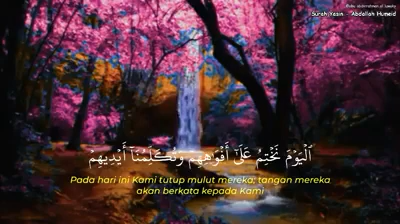 Surah Yasin
Abdallah Humeid
ٱلْيَوْمَ نَخْتِمُ عَلَىٰٓ أَفْوَٰهِهِمْ وَتُكَلِّمُنَآ أَيْدِيهِمْ
Pada hari ini Kami tutup mulut mereka; tangan mereka
akan berkata kepada Kami